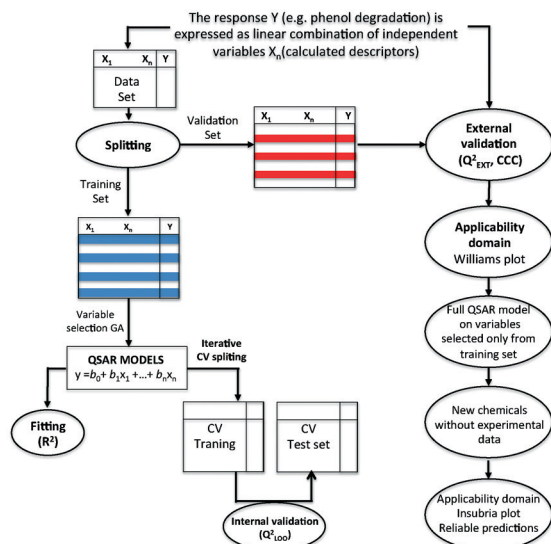 The response Y (e.g. phenol degradation) is
expressed as linear combination of independent
variables Xn(calculated descriptors)
X1 Xn Y
Data
Set
Splitting
Validation
Set
X1 Xn Y
External
validation
(Q²EXT, CCC)
Training
Set
X1 Xn Y
Applicability
domain
Williams plot
Variable
selection GA
Full QSAR model
on variables
selected only from
training set
QSAR MODELS
y =b0+ b1x1 +...+ bnxn
Iterative
CV spliting
Fitting
(R²)
CV
Traning
CV
Test set
New chemicals
without experimental
data
Internal validation
(Q²LOO)
Applicability domain
Insubria plot
Reliable predictions